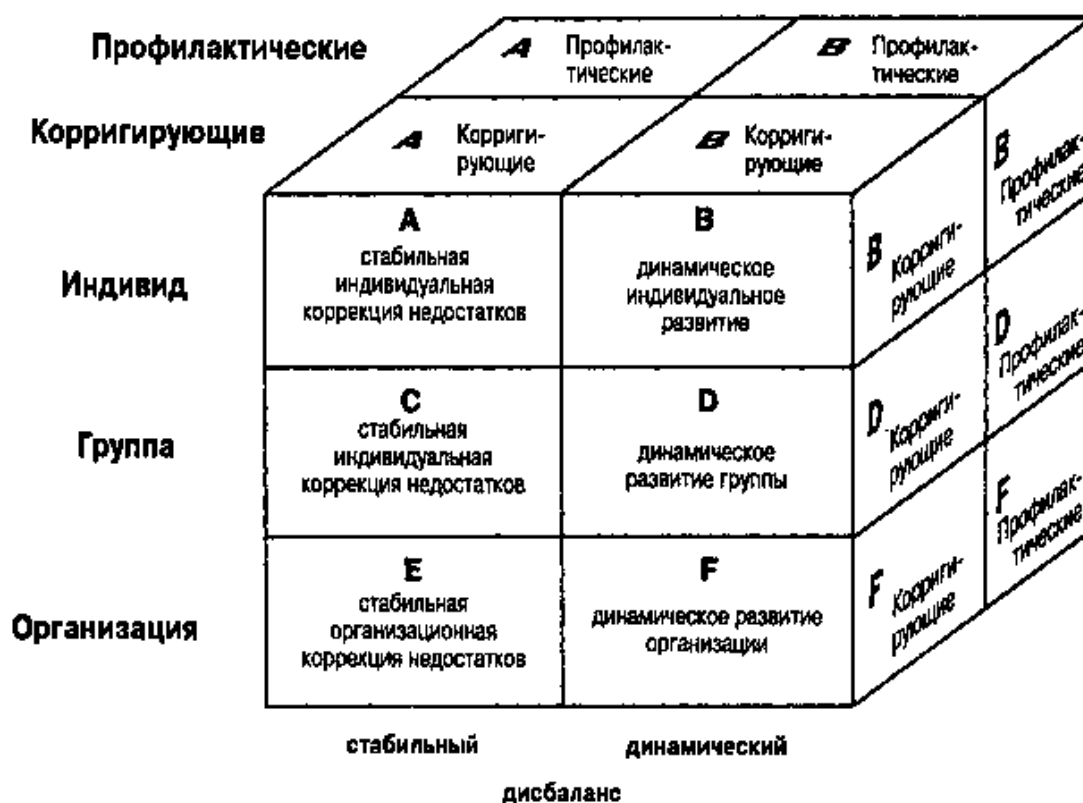 Профилактические
A Профилак-
тические
B Профилак-
тические
Корригирующие
A Корриги-
рующие
B Корриги-
рующие
B
Профилак-
тические
Индивид
A
стабильная
индивидуальная
коррекция недостатков
B
динамическое
индивидуальное
развитие
B
Корриги-
рующие
D
Профилак-
тические
Группа
C
стабильная
индивидуальная
коррекция недостатков
D
динамическое
развитие группы
D
Корриги-
рующие
F
Профилак-
тические
Организация
E
стабильная
организационная
коррекция недостатков
F
динамическое развитие
организации
F
Корриги-
рующие
стабильный
динамический
дисбаланс